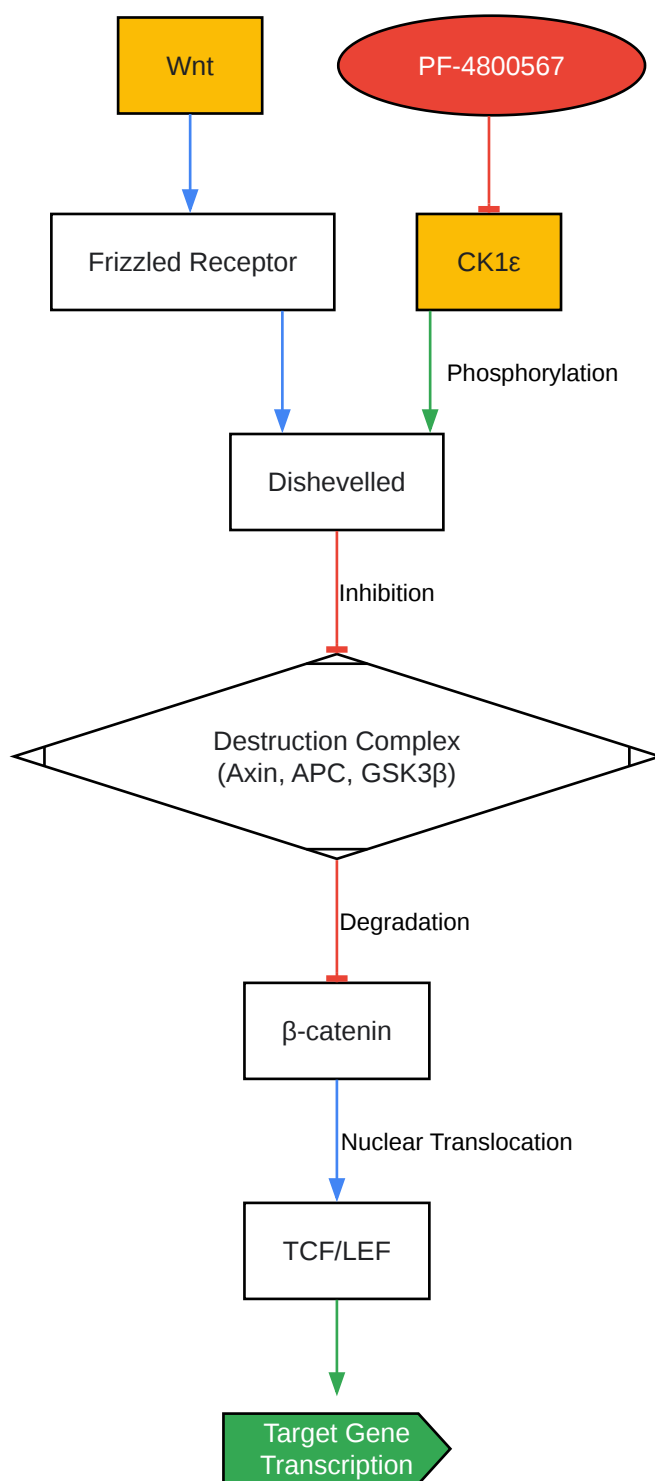 Wnt
PF-4800567
Frizzled Receptor
CK1ε
Phosphorylation
Dishevelled
Inhibition
Destruction Complex
(Axin, APC, GSK3β)
Degradation
β-catenin
Nuclear Translocation
TCF/LEF
Target Gene
Transcription